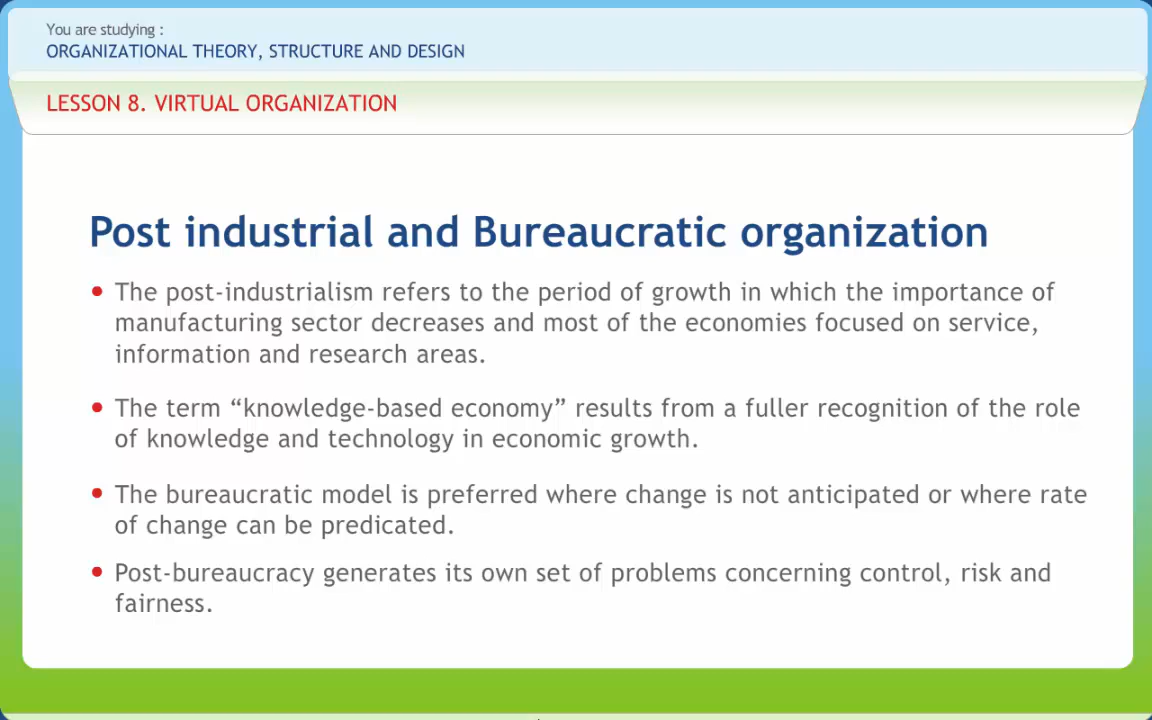 You are studying :
ORGANIZATIONAL THEORY, STRUCTURE AND DESIGN
LESSON 8. VIRTUAL ORGANIZATION
Post industrial and Bureaucratic organization
• The post-industrialism refers to the period of growth in which the importance of
manufacturing sector decreases and most of the economies focused on service,
information and research areas.
• The term “knowledge-based economy” results from a fuller recognition of the role
of knowledge and technology in economic growth.
• The bureaucratic model is preferred where change is not anticipated or where rate
of change can be predicated.
• Post-bureaucracy generates its own set of problems concerning control, risk and
fairness.